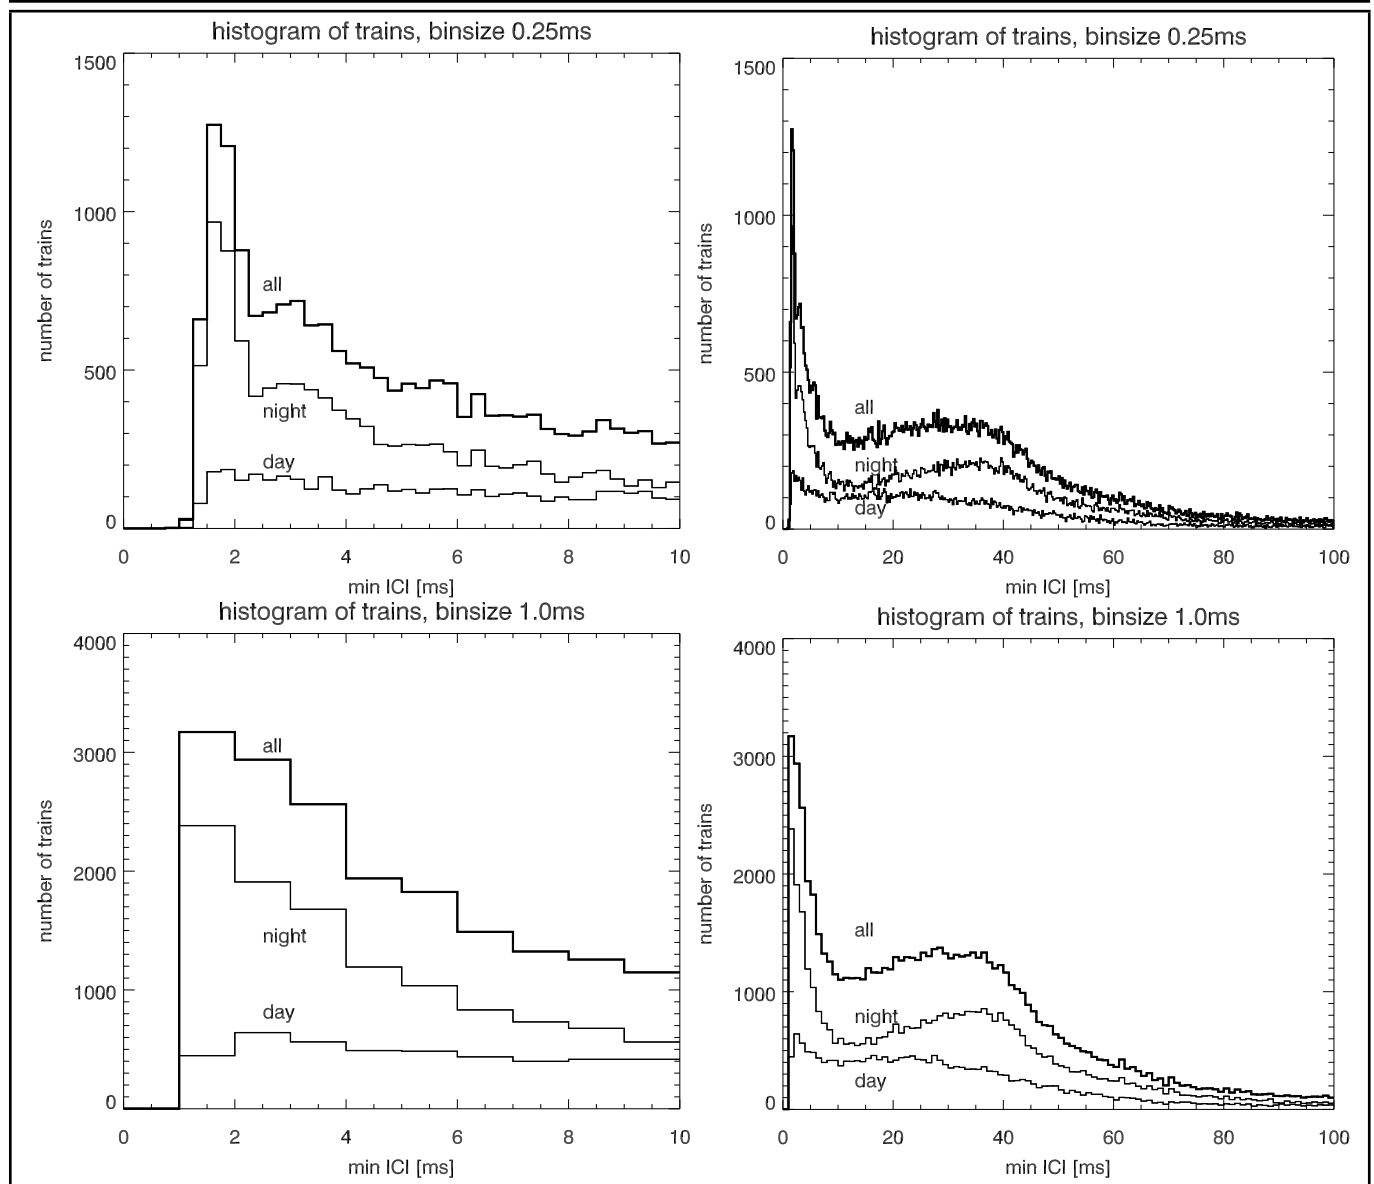 histogram of trains, binsize 0.25ms
1500
1000
500
0
number of trains
all
night
day
0 2 4 6 8 10
min ICI [ms]
histogram of trains, binsize 0.25ms
1500
1000
500
0
number of trains
all
night
day
0 20 40 60 80 100
min ICI [ms]
histogram of trains, binsize 1.0ms
4000
3000
2000
1000
0
number of trains
all
night
day
0 2 4 6 8 10
min ICI [ms]
histogram of trains, binsize 1.0ms
4000
3000
2000
1000
0
number of trains
all
night
day
0 20 40 60 80 100
min ICI [ms]